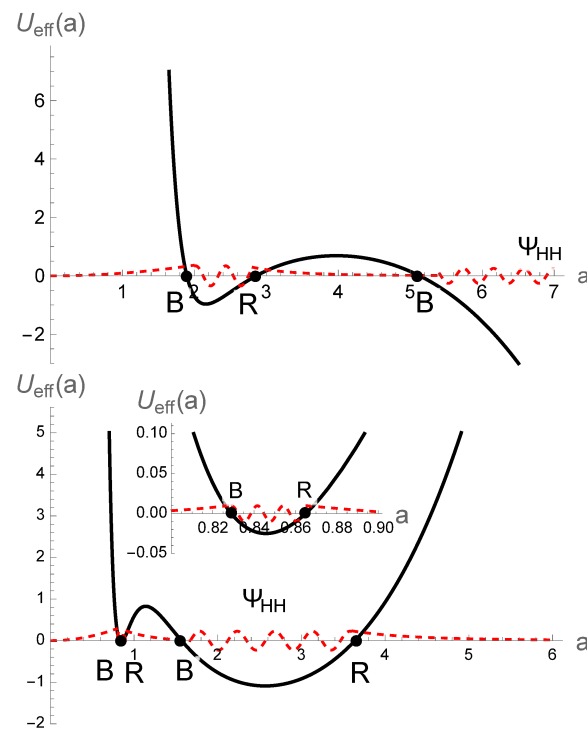 U_eff(a)
6
4
2
0
−2
1 2 3 4 5 6 7 a
Ψ_HH
B R B
U_eff(a)
5
4
3
2
1
0
−1
−2
U_eff(a)
0.10
0.05
0.00
−0.05
B R
0.82 0.84 0.86 0.88 0.90 a
Ψ_HH
1 2 3 4 5 6 a
B R B R